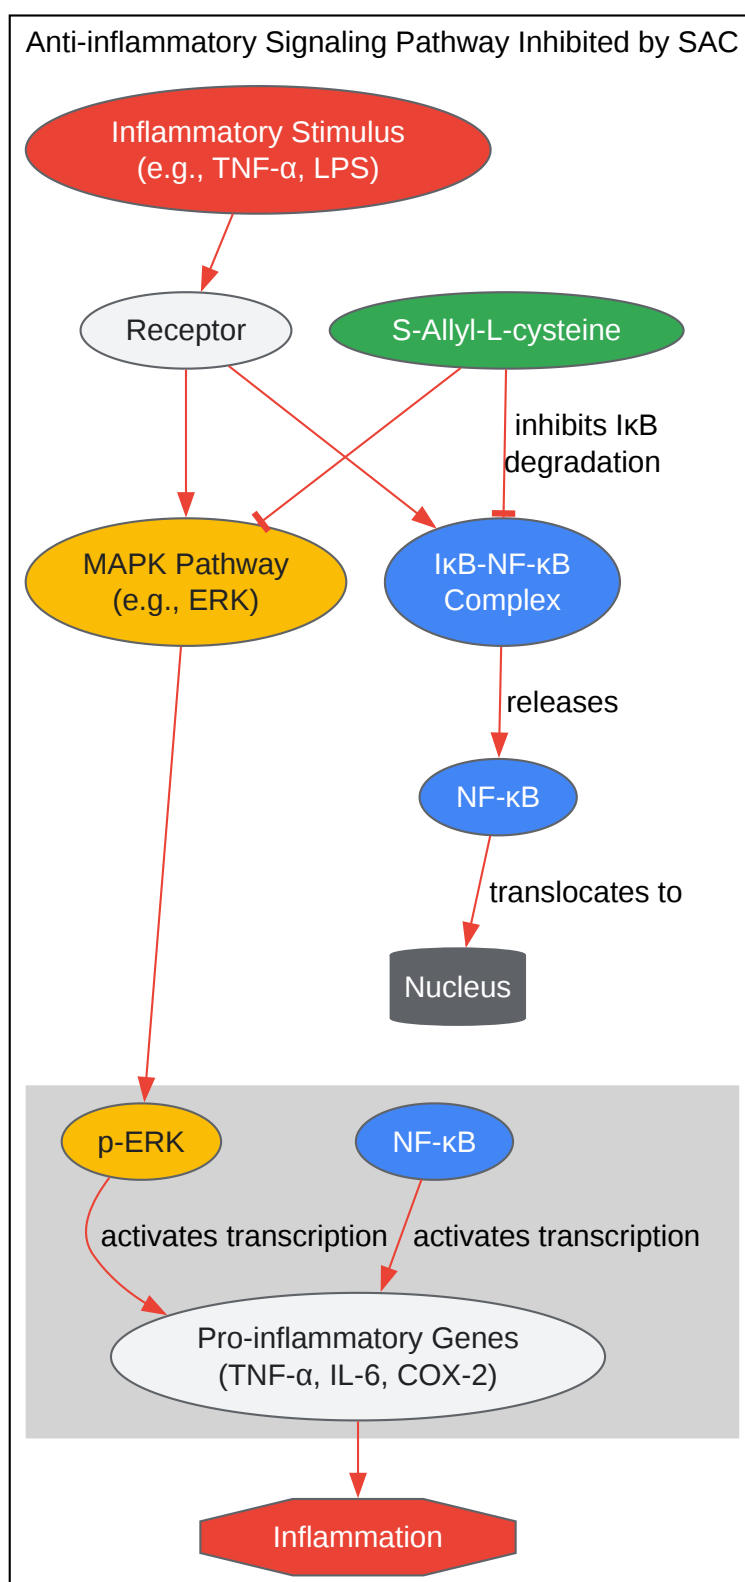 Anti-inflammatory Signaling Pathway Inhibited by SAC
Inflammatory Stimulus
(e.g., TNF-α, LPS)
Receptor
S-Allyl-L-cysteine
inhibits IκB
degradation
MAPK Pathway
(e.g., ERK)
IκB-NF-κB
Complex
releases
NF-κB
translocates to
Nucleus
p-ERK
NF-κB
activates transcription
activates transcription
Pro-inflammatory Genes
(TNF-α, IL-6, COX-2)
Inflammation